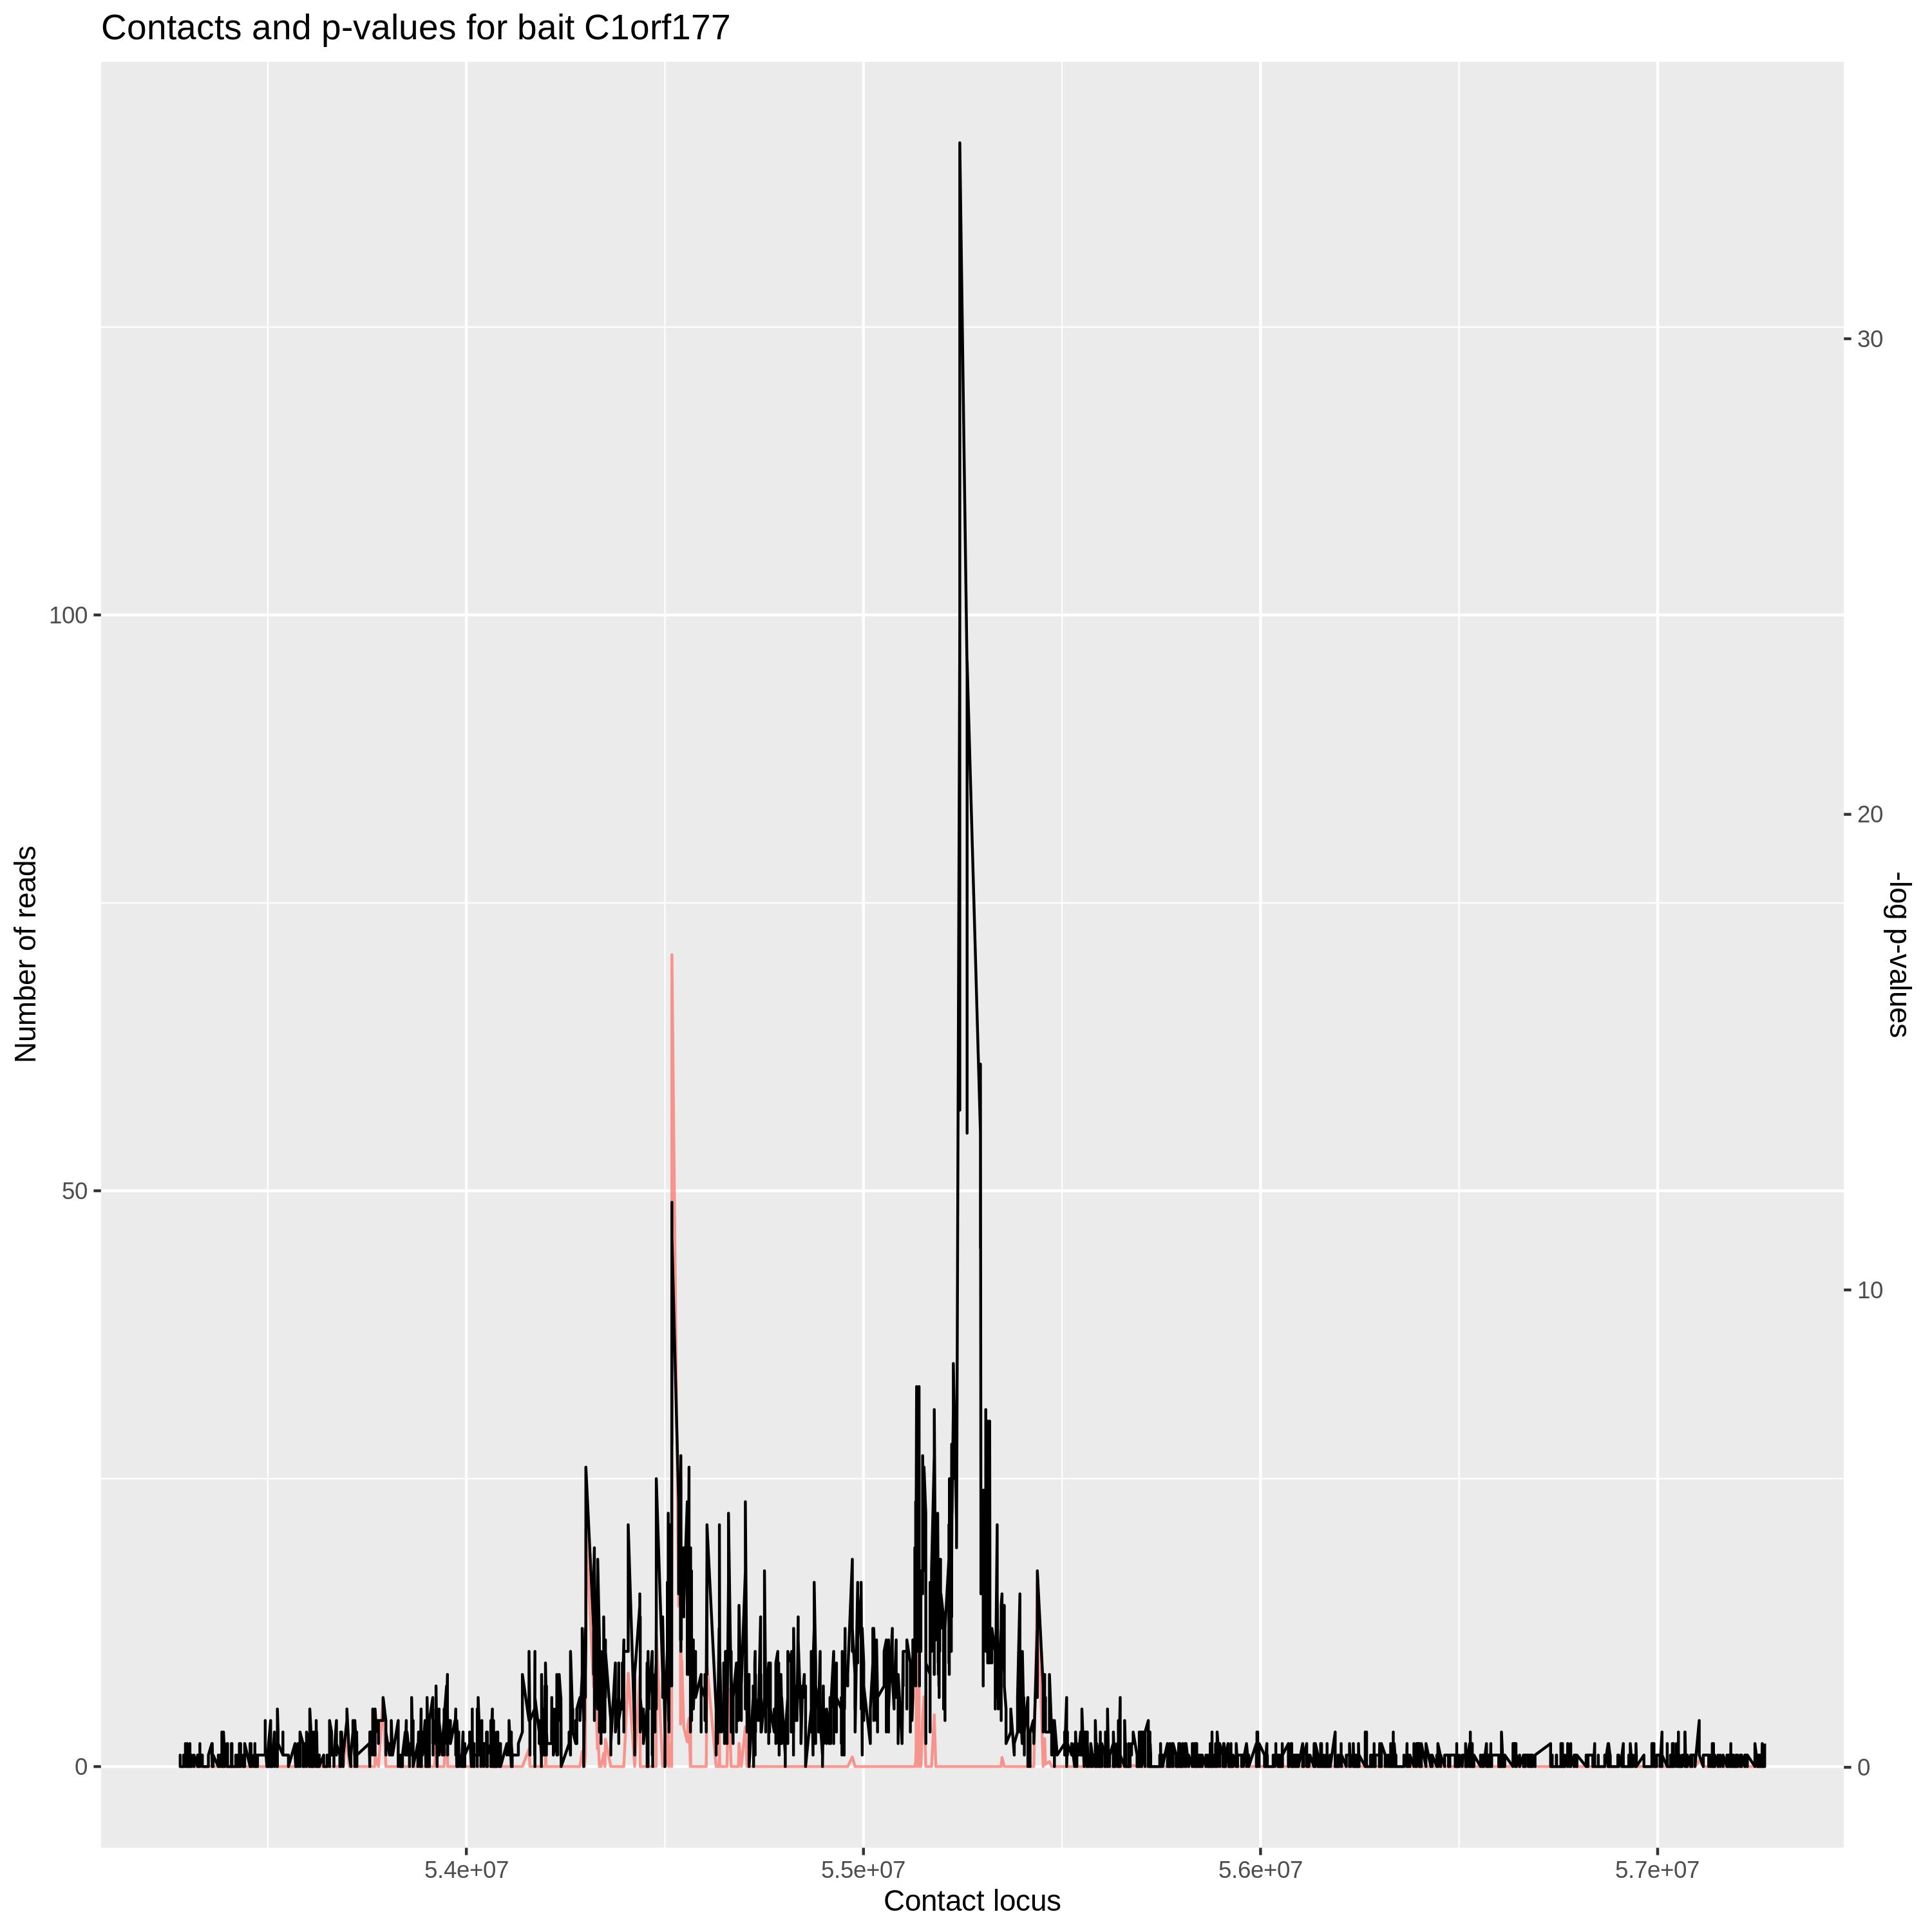 Contacts and p-values for bait C1orf177
Number of reads
100
50
0
30
20
10
0
-log p-values
5.4e+07
5.5e+07
5.6e+07
5.7e+07
Contact locus